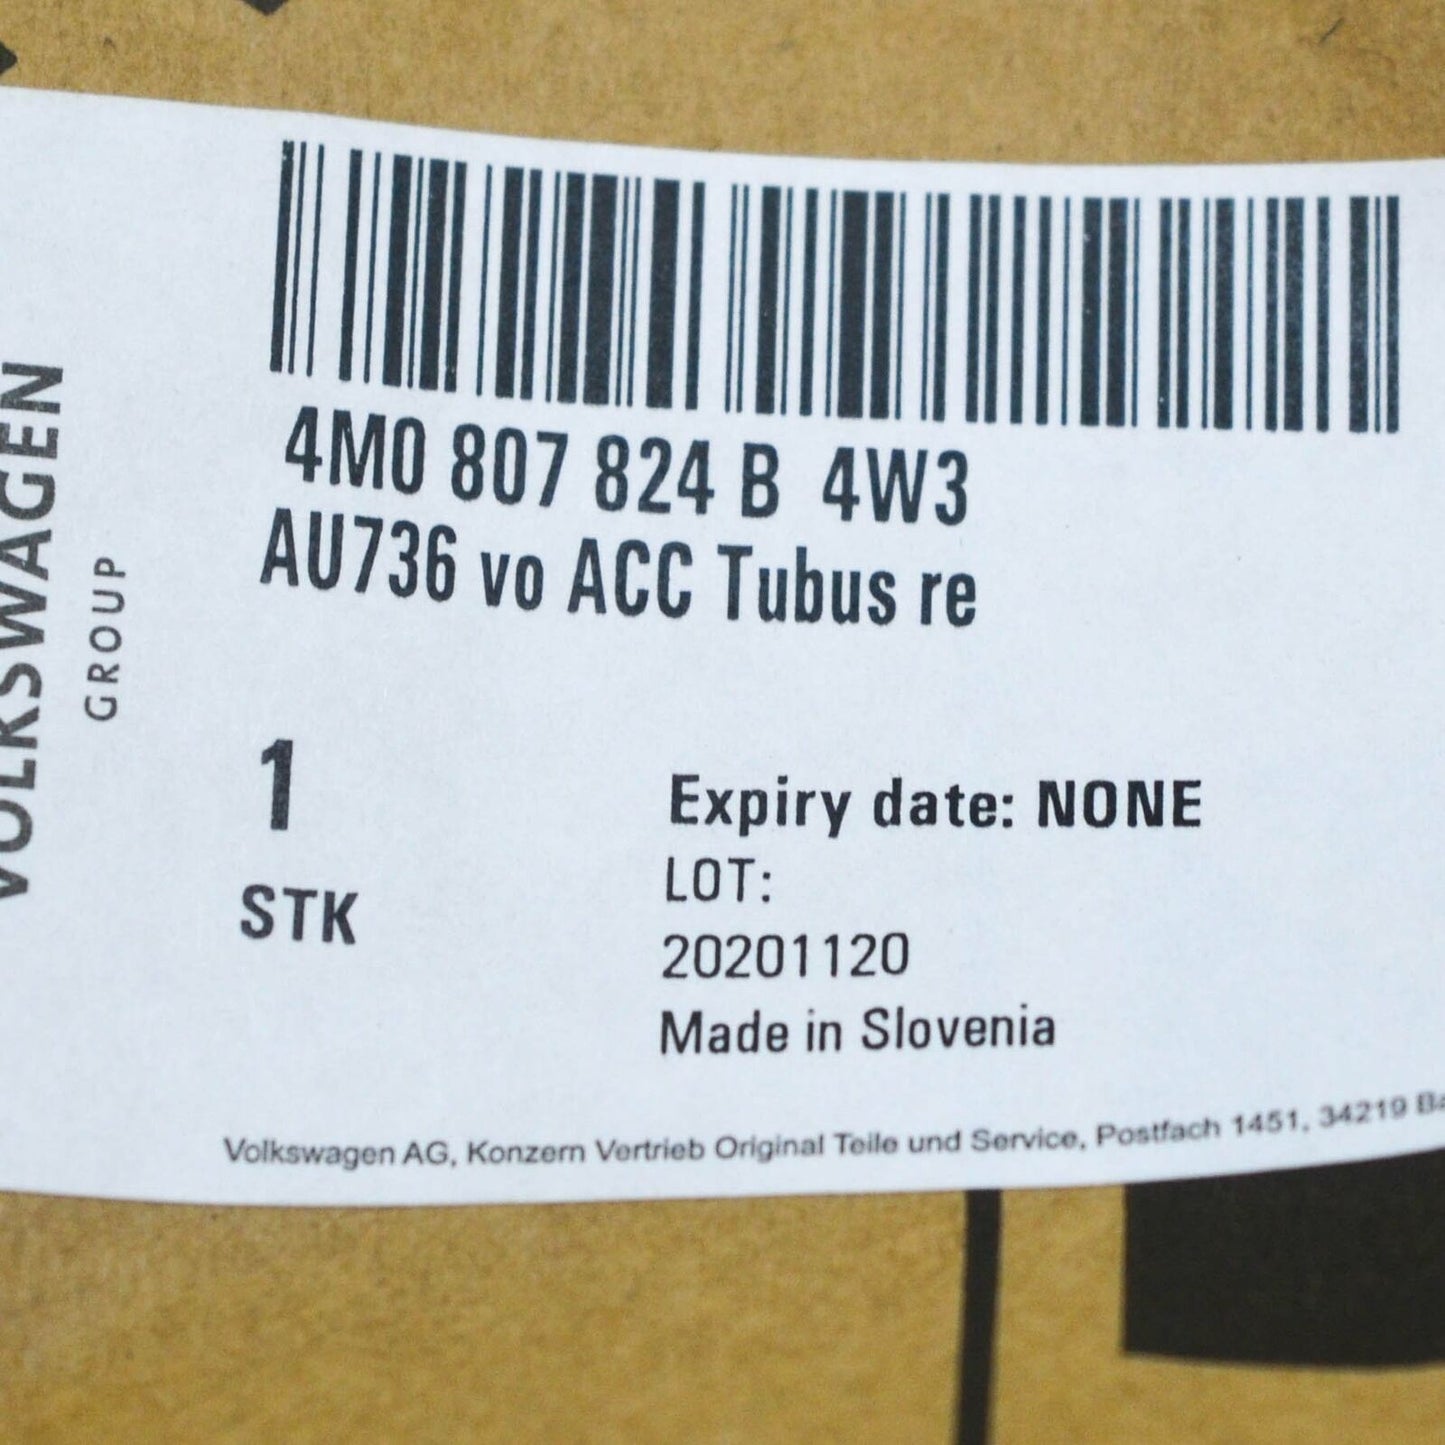 VOLKSWAGEN
GROUP
4M0 807 824 B 4W3
AU736 vo ACC Tubus re
1
STK
Expiry date: NONE
LOT:
20201120
Made in Slovenia
Volkswagen AG, Konzern Vertrieb Original Teile und Service, Postfach 1451, 34219